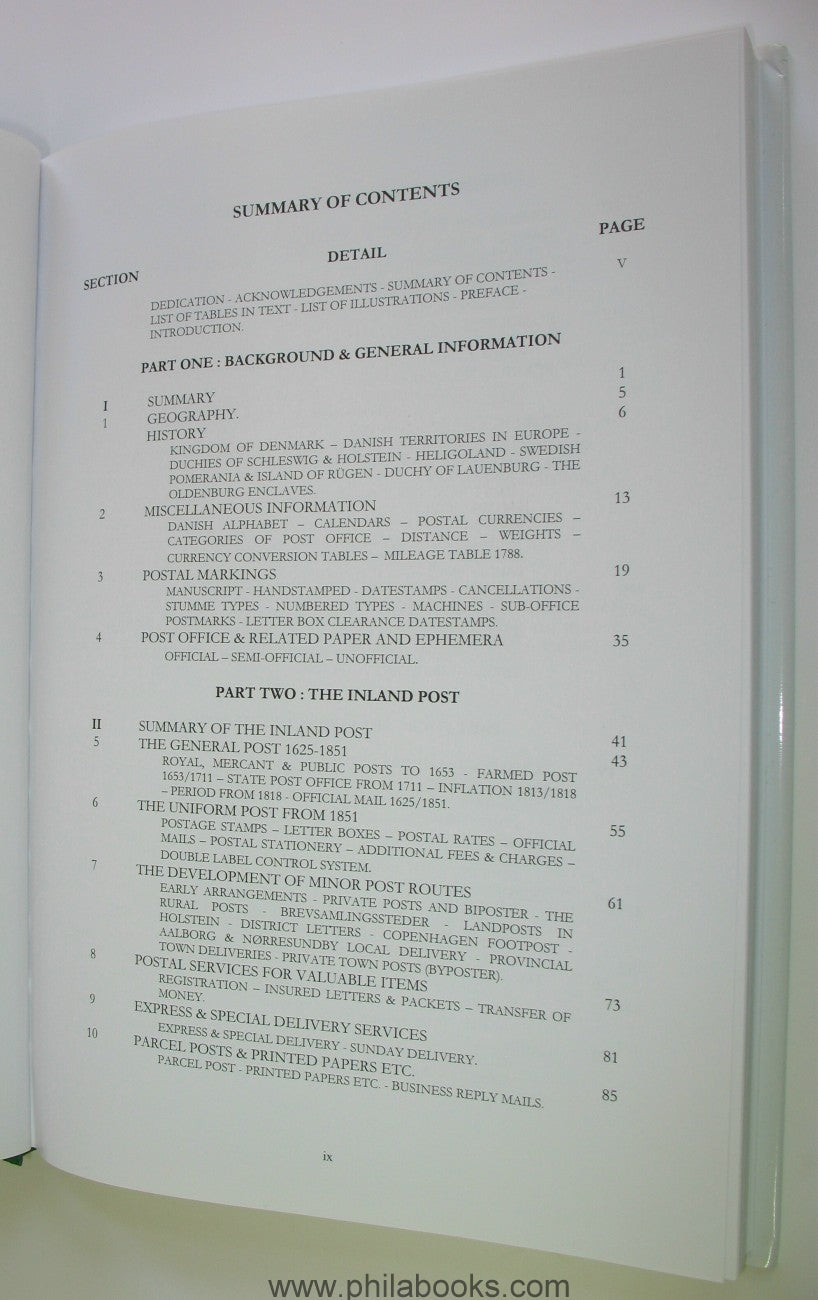 SUMMARY OF CONTENTS
SECTION DETAIL PAGE
DEDICATION - ACKNOWLEDGEMENTS - SUMMARY OF CONTENTS - V
LIST OF TABLES IN TEXT - LIST OF ILLUSTRATIONS - PREFACE -
INTRODUCTION.
PART ONE : BACKGROUND & GENERAL INFORMATION
I SUMMARY 1
1 GEOGRAPHY. 5
HISTORY 6
KINGDOM OF DENMARK – DANISH TERRITORIES IN EUROPE -
DUCHIES OF SCHLESWIG & HOLSTEIN - HELIGOLAND - SWEDISH
POMERANIA & ISLAND OF RÜGEN - DUCHY OF LAUENBURG - THE
OLDENBURG ENCLAVES.
2 MISCELLANEOUS INFORMATION 13
DANISH ALPHABET – CALENDARS – POSTAL CURRENCIES –
CATEGORIES OF POST OFFICE – DISTANCE – WEIGHTS –
CURRENCY CONVERSION TABLES – MILEAGE TABLE 1788.
3 POSTAL MARKINGS 19
MANUSCRIPT - HANDSTAMPED - DATESTAMPS - CANCELLATIONS -
STUMME TYPES - NUMBERED TYPES - MACHINES - SUB-OFFICE
POSTMARKS - LETTER BOX CLEARANCE DATESTAMPS.
4 POST OFFICE & RELATED PAPER AND EPHEMERA 35
OFFICIAL – SEMI-OFFICIAL – UNOFFICIAL.
PART TWO : THE INLAND POST
II SUMMARY OF THE INLAND POST 41
5 THE GENERAL POST 1625-1851 43
ROYAL, MERCANT & PUBLIC POSTS TO 1653 - FARMED POST
1653/1711 – STATE POST OFFICE FROM 1711 – INFLATION 1813/1818
– PERIOD FROM 1818 - OFFICIAL MAIL 1625/1851.
6 THE UNIFORM POST FROM 1851 55
POSTAGE STAMPS – LETTER BOXES – POSTAL RATES – OFFICIAL
MAILS – POSTAL STATIONERY – ADDITIONAL FEES & CHARGES –
DOUBLE LABEL CONTROL SYSTEM.
7 THE DEVELOPMENT OF MINOR POST ROUTES 61
EARLY ARRANGEMENTS - PRIVATE POSTS AND BIPOSTER - THE
RURAL POSTS - BREVSAMLINGSSTEDER - LANDPOSTS IN
HOLSTEIN - DISTRICT LETTERS - COPENHAGEN FOOTPOST -
AALBORG & NØRRESUNDBY LOCAL DELIVERY - PROVINCIAL
TOWN DELIVERIES - PRIVATE TOWN POSTS (BYPOSTER).
8 POSTAL SERVICES FOR VALUABLE ITEMS 73
REGISTRATION – INSURED LETTERS & PACKETS – TRANSFER OF
MONEY.
9 EXPRESS & SPECIAL DELIVERY SERVICES 81
EXPRESS & SPECIAL DELIVERY - SUNDAY DELIVERY.
10 PARCEL POSTS & PRINTED PAPERS ETC. 85
PARCEL POST - PRINTED PAPERS ETC. - BUSINESS REPLY MAILS.
ix
www.philabooks.com